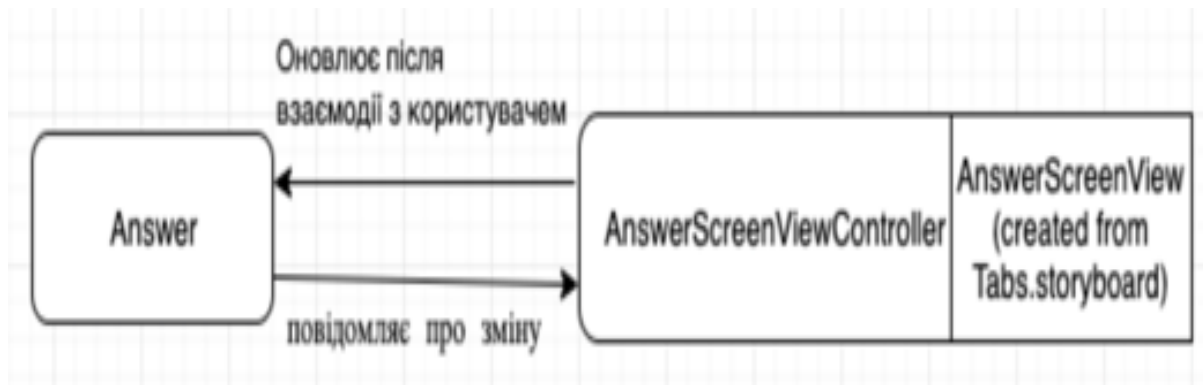 Оновлює після
взаємодії з користувачем
Answer
AnswerScreenViewController
AnswerScreenView
(created from
Tabs.storyboard)
повідомляє про зміну